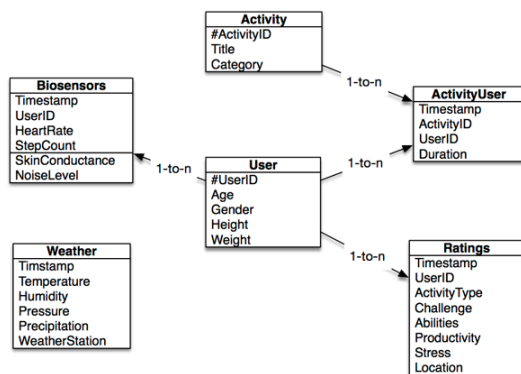 Activity
#ActivityID
Title
Category
1-to-n
Biosensors
Timestamp
UserID
HeartRate
StepCount
SkinConductance
NoiseLevel
1-to-n
User
#UserID
Age
Gender
Height
Weight
1-to-n
ActivityUser
Timestamp
ActivityID
UserID
Duration
Weather
Timstamp
Temperature
Humidity
Pressure
Precipitation
WeatherStation
1-to-n
Ratings
Timestamp
UserID
ActivityType
Challenge
Abilities
Productivity
Stress
Location